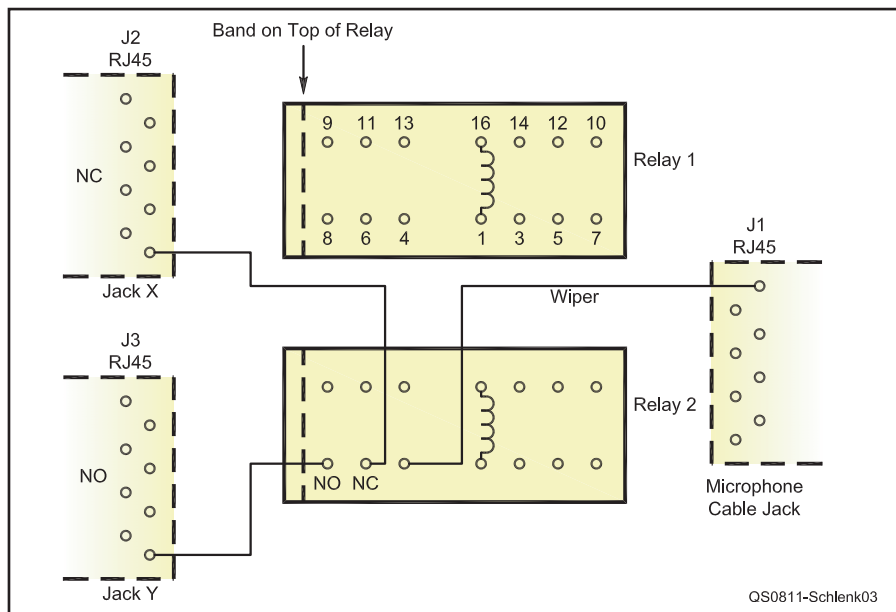 Band on Top of Relay
J2
RJ45
NC
Jack X
9 11 13 16 14 12 10
8 6 4 1 3 5 7
Relay 1
J1
RJ45
Wiper
J3
RJ45
NO
Jack Y
NO NC
Relay 2
Microphone
Cable Jack
QS0811-Schlenk03